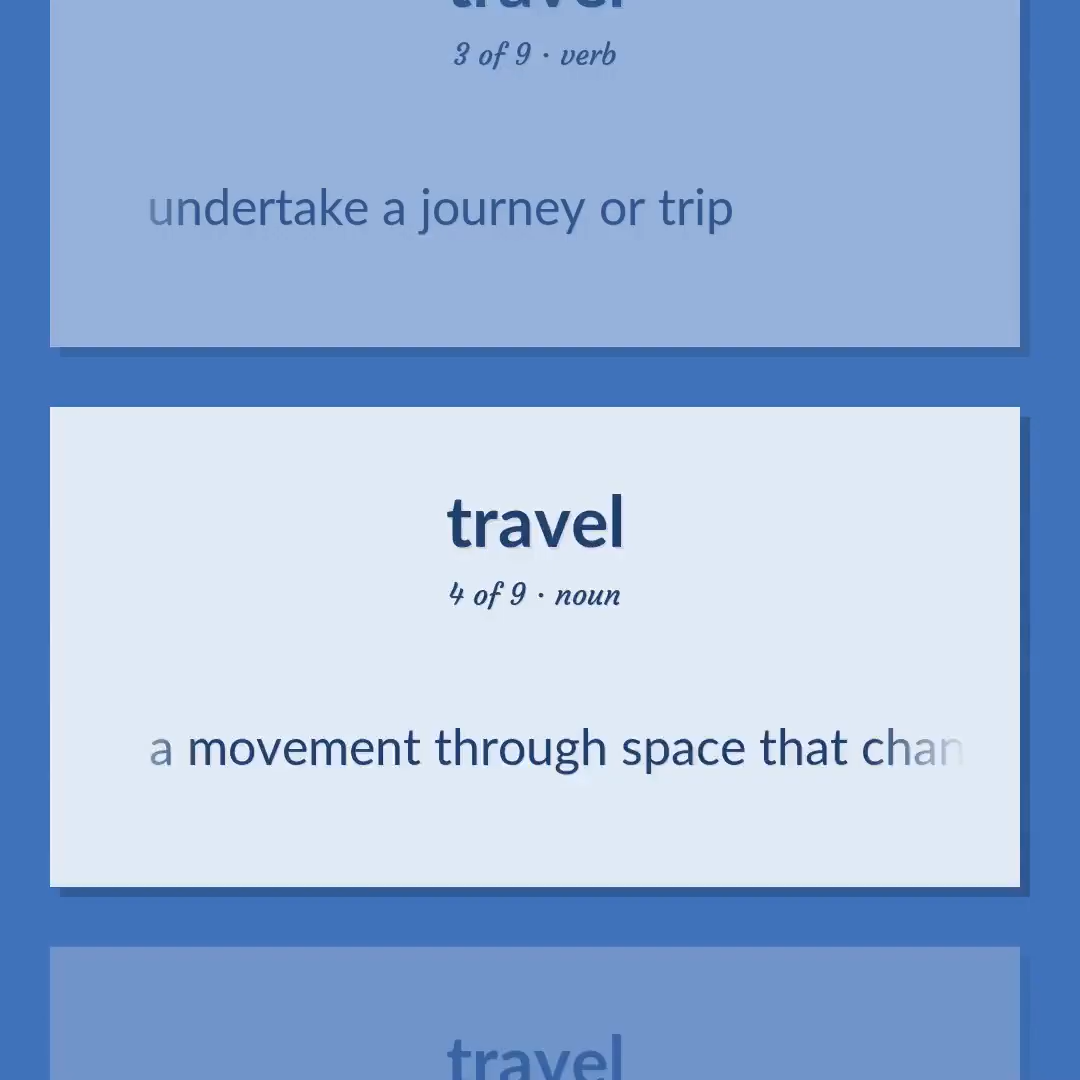 travel
3 of 9 · verb
undertake a journey or trip
travel
4 of 9 · noun
a movement through space that chan
travel